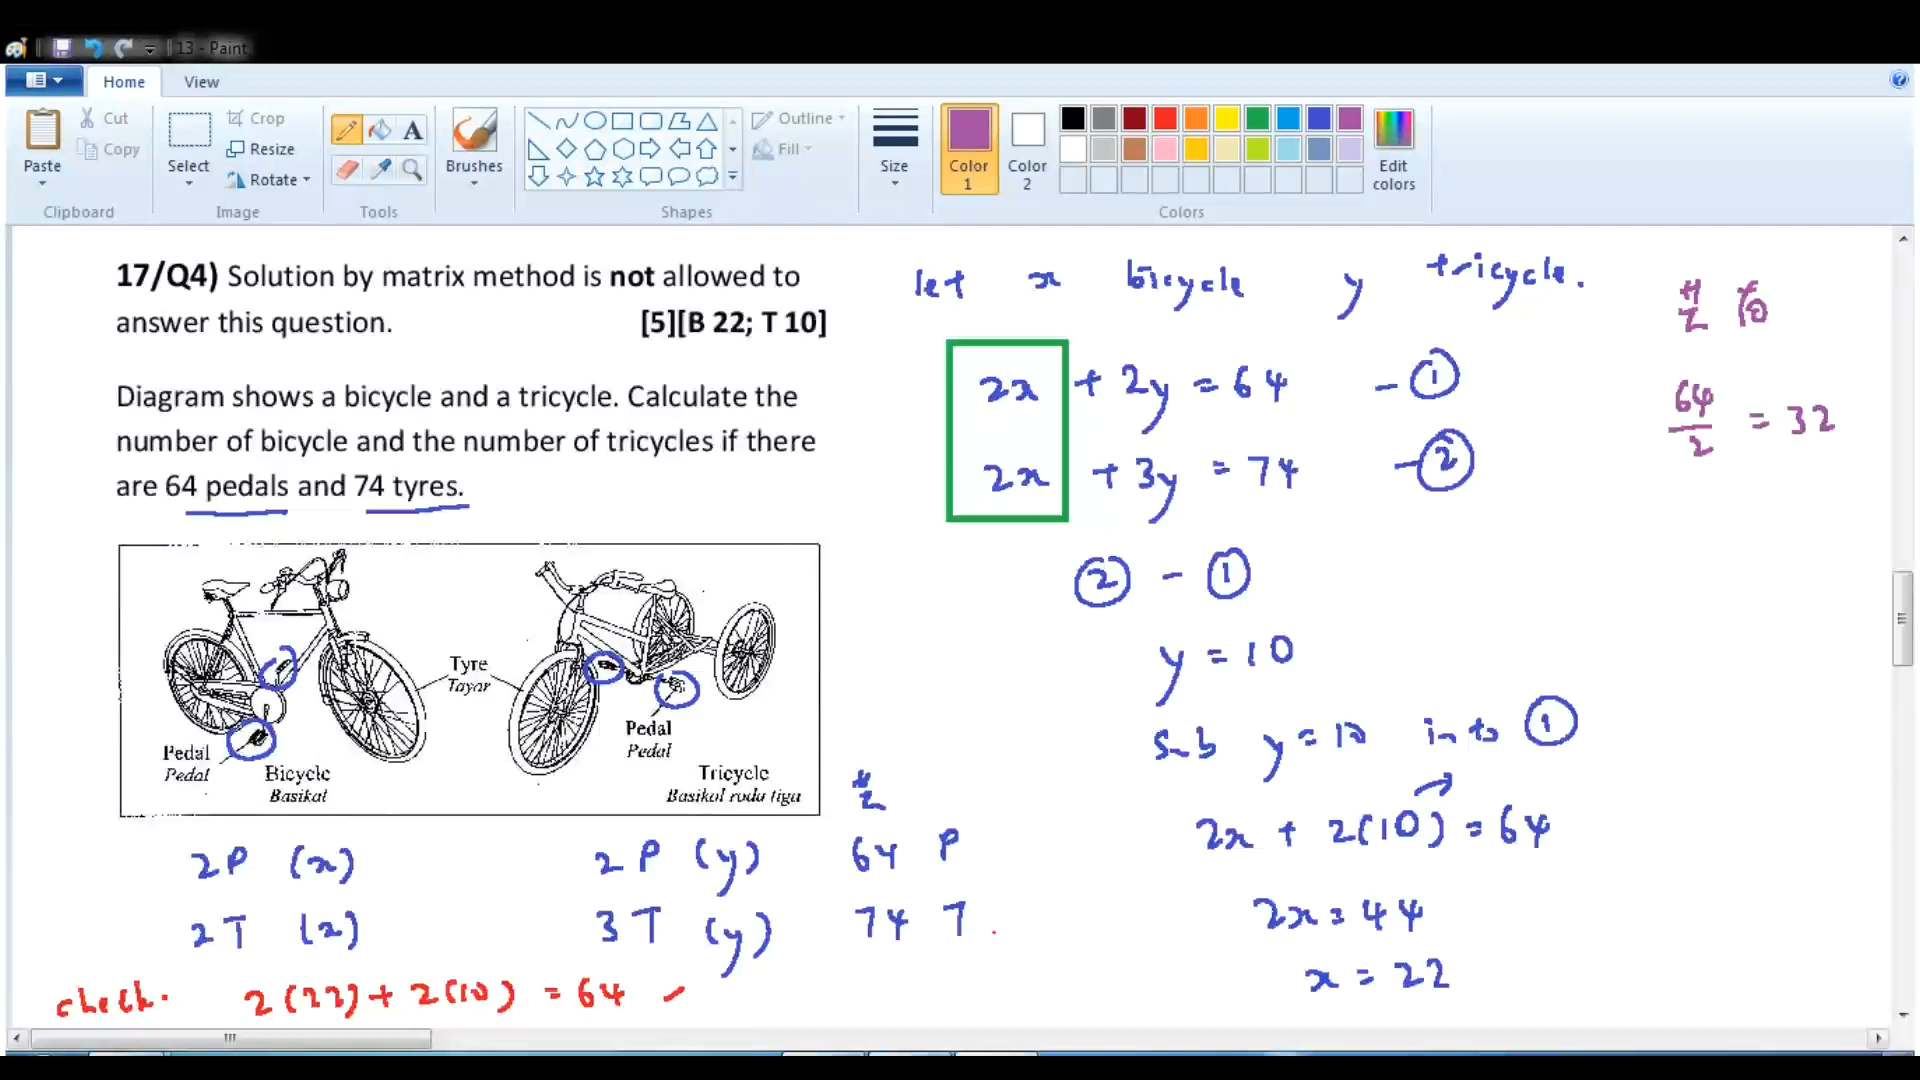 13 - Paint
Home View
Paste Cut Copy Clipboard
Select Crop Resize Rotate Image
A Tools
Brushes
Shapes Outline Fill
Size
Color 1 Color 2
Edit colors Colors
17/Q4) Solution by matrix method is not allowed to
answer this question. [5][B 22; T 10]
Diagram shows a bicycle and a tricycle. Calculate the
number of bicycle and the number of tricycles if there
are 64 pedals and 74 tyres.
Tyre
Tayar
Pedal
Pedal
Bicycle
Basikal
Pedal
Pedal
Tricycle
Basikal roda tiga
2P (x) 2P (y) 64 P
2T (x) 3T (y) 74 T
check. 2(22) + 2(10) = 64
let x bicycle y tricycle.
2x + 2y = 64 - ①
2x + 3y = 74 - ②
② - ①
y = 10
Sub y = 10 into ①
2x + 2(10) = 64
2x = 44
x = 22
64/2 = 32